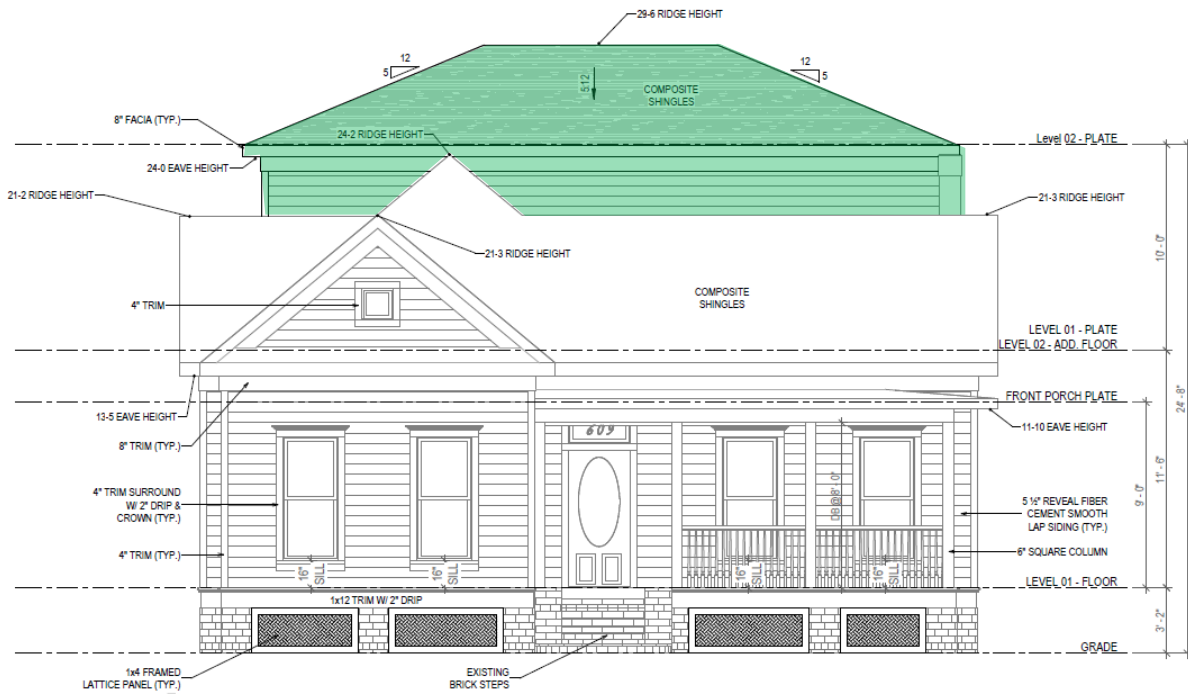 29-6 RIDGE HEIGHT
12
5
12
5
5:12
COMPOSITE
SHINGLES
8" FACIA (TYP.)
24-2 RIDGE HEIGHT
Level 02 - PLATE
24-0 EAVE HEIGHT
21-2 RIDGE HEIGHT
21-3 RIDGE HEIGHT
21-3 RIDGE HEIGHT
10' - 0"
4" TRIM
COMPOSITE
SHINGLES
LEVEL 01 - PLATE
LEVEL 02 - ADD. FLOOR
24' - 8"
13-5 EAVE HEIGHT
FRONT PORCH PLATE
11-10 EAVE HEIGHT
8" TRIM (TYP.)
609
DB @ 8' - 0"
9' - 0"
11' - 6"
4" TRIM SURROUND
W/ 2" DRIP &
CROWN (TYP.)
5 ½" REVEAL FIBER
CEMENT SMOOTH
LAP SIDING (TYP.)
4" TRIM (TYP.)
6" SQUARE COLUMN
16"
SILL
16"
SILL
16"
SILL
16"
SILL
LEVEL 01 - FLOOR
1x12 TRIM W/ 2" DRIP
3' - 2"
GRADE
1x4 FRAMED
LATTICE PANEL (TYP.)
EXISTING
BRICK STEPS